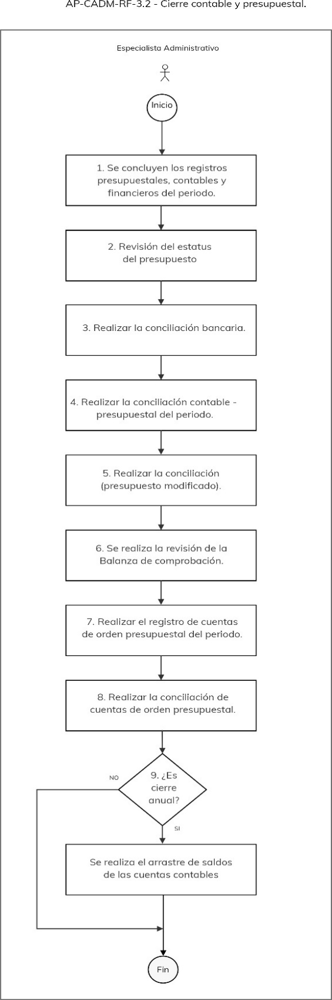 AP-CADM-RF-3.2 - Cierre contable y presupuestal.
Especialista Administrativo
Inicio
1. Se concluyen los registros
presupuestales, contables y
financieros del periodo.
2. Revisión del estatus
del presupuesto
3. Realizar la conciliación bancaria.
4. Realizar la conciliación contable -
presupuestal del periodo.
5. Realizar la conciliación
(presupuesto modificado).
6. Se realiza la revisión de la
Balanza de comprobación.
7. Realizar el registro de cuentas
de orden presupuestal del periodo.
8. Realizar la conciliación de
cuentas de orden presupuestal.
9. ¿Es
cierre
anual?
NO
SI
Se realiza el arrastre de saldos
de las cuentas contables
Fin